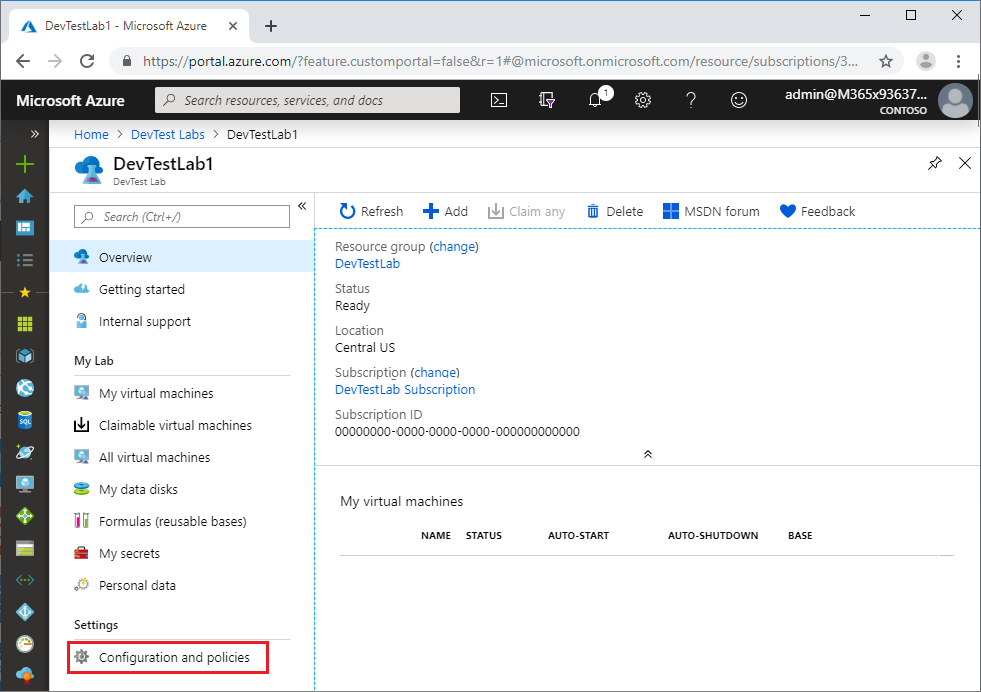 DevTestLab1 - Microsoft Azure
https://portal.azure.com/?feature.customportal=false&r=1#@microsoft.onmicrosoft.com/resource/subscriptions/3...
Microsoft Azure
Search resources, services, and docs
1
admin@M365x93637...
CONTOSO
Home > DevTest Labs > DevTestLab1
DevTestLab1
DevTest Lab
Search (Ctrl+/)
Refresh
Add
Claim any
Delete
MSDN forum
Feedback
Overview
Getting started
Internal support
My Lab
My virtual machines
Claimable virtual machines
All virtual machines
My data disks
Formulas (reusable bases)
My secrets
Personal data
Settings
Configuration and policies
Resource group (change)
DevTestLab
Status
Ready
Location
Central US
Subscription (change)
DevTestLab Subscription
Subscription ID
00000000-0000-0000-0000-000000000000
My virtual machines
NAME STATUS AUTO-START AUTO-SHUTDOWN BASE
SQL